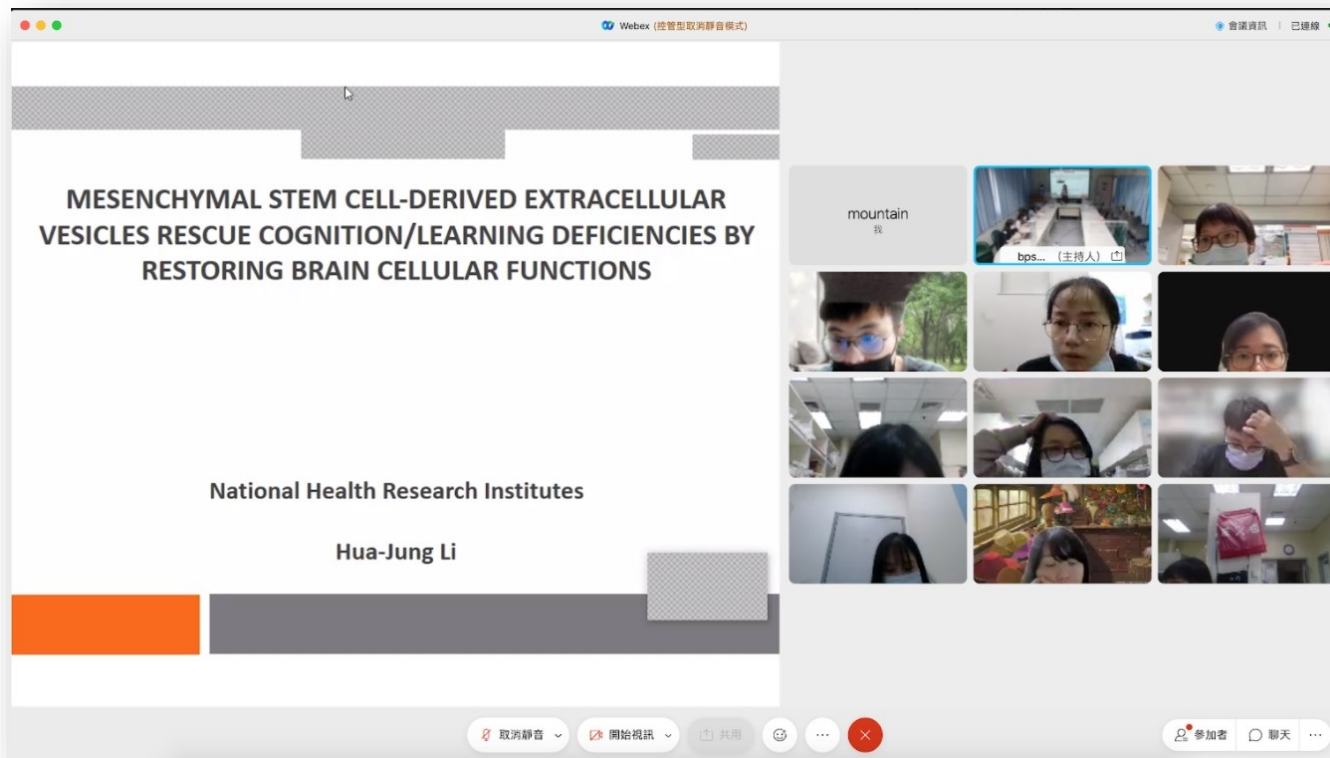 Webex (控管型取消靜音模式)
會議資訊
已連線
MESENCHYMAL STEM CELL-DERIVED EXTRACELLULAR
VESICLES RESCUE COGNITION/LEARNING DEFICIENCIES BY
RESTORING BRAIN CELLULAR FUNCTIONS
National Health Research Institutes
Hua-Jung Li
mountain
我
bps... (主持人)
取消靜音
開始視訊
共用
參加者
聊天